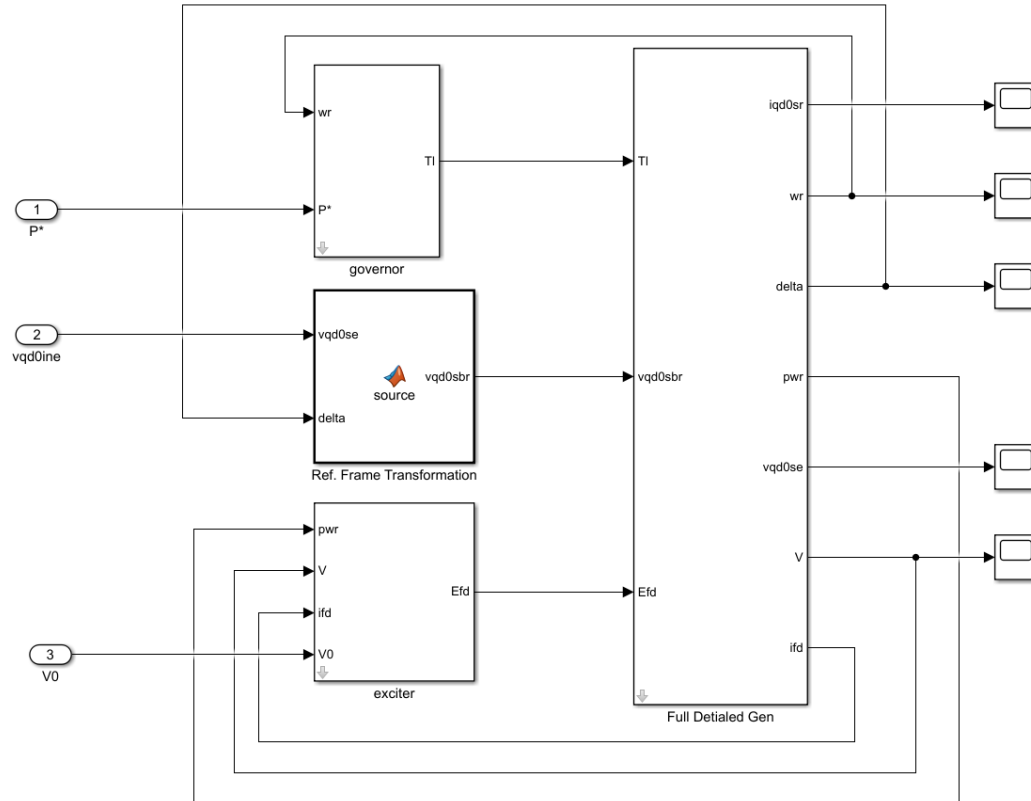 iqd0sr
wr
Tl
Tl
wr
1
P*
P*
governor
delta
2
vqd0ine
vqd0se
vqd0sbr
vqd0sbr
pwr
source
delta
Ref. Frame Transformation
vqd0se
pwr
V
V
Efd
Efd
ifd
ifd
3
V0
V0
exciter
Full Detialed Gen